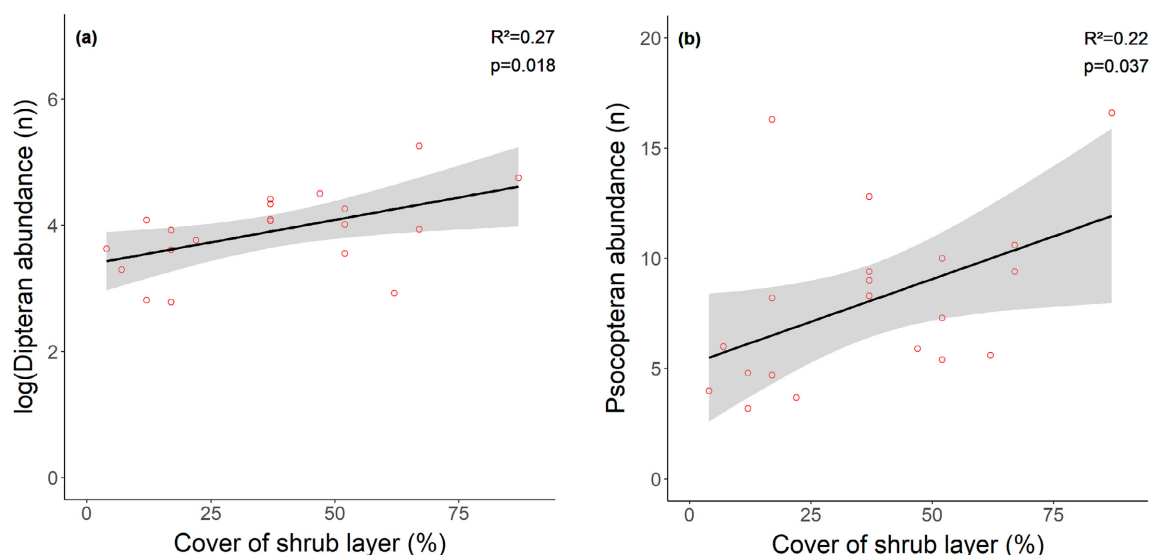 (a)
R²=0.27
p=0.018
log(Dipteran abundance (n))
6
4
2
0
0 25 50 75
Cover of shrub layer (%)
(b)
R²=0.22
p=0.037
Psocopteran abundance (n)
20
15
10
5
0
0 25 50 75
Cover of shrub layer (%)